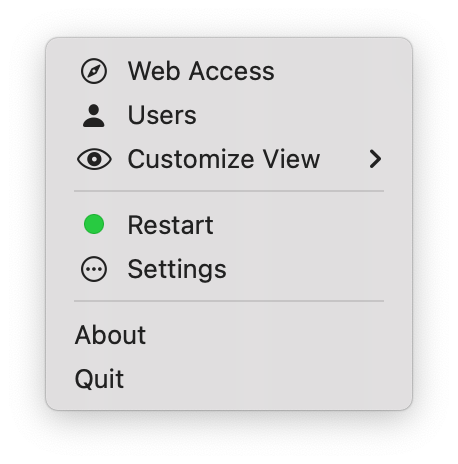 Web Access
Users
Customize View
Restart
Settings
About
Quit